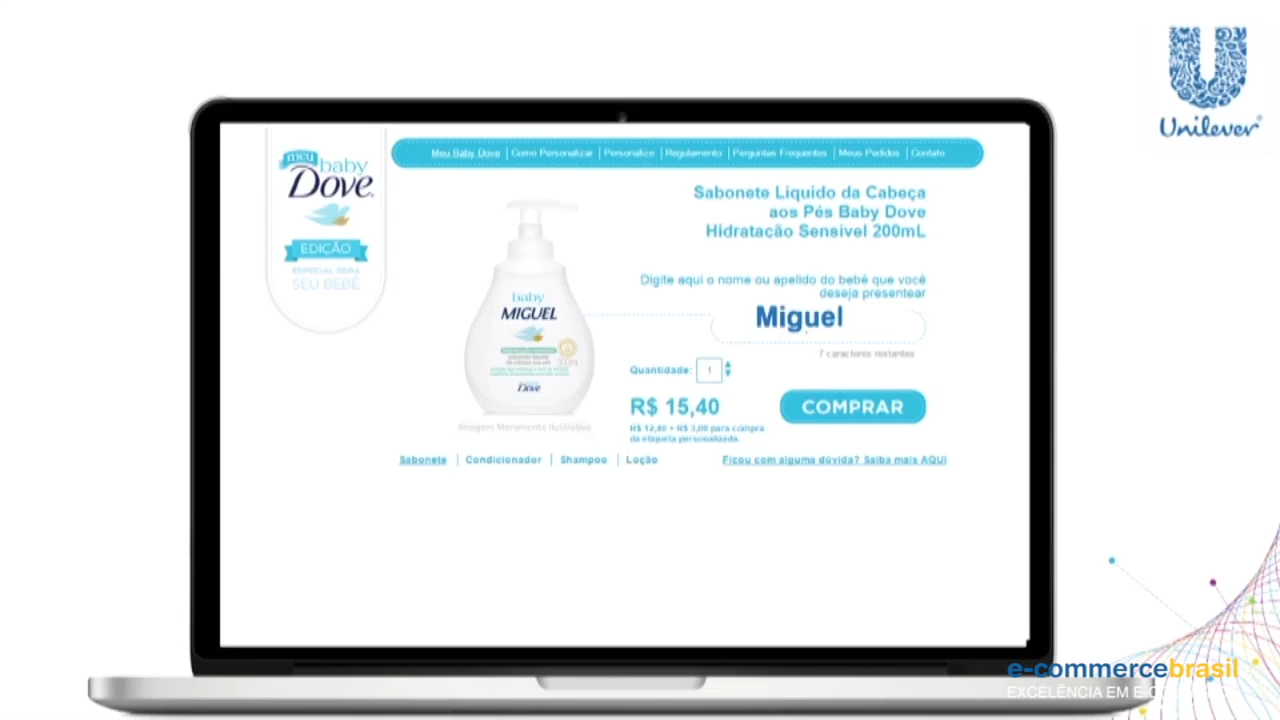 Unilever
meu
baby
Dove
EDIÇÃO
ESPECIAL PARA
SEU BEBÊ
Meu Baby Dove | Como Personalizar | Personalize | Regulamento | Perguntas Frequentes | Meus Pedidos | Contato
Sabonete Líquido da Cabeça
aos Pés Baby Dove
Hidratação Sensível 200mL
Digite aqui o nome ou apelido do bebê que você
deseja presentear
Miguel
7 caracteres restantes
baby
MIGUEL
Dove
Imagem Meramente Ilustrativa
Quantidade: 1
R$ 15,40
COMPRAR
R$ 12,40 + R$ 3,00 para compra
da etiqueta personalizada.
Sabonete | Condicionador | Shampoo | Loção
Ficou com alguma dúvida? Saiba mais AQUI
e-commercebrasil
EXCELÊNCIA EM